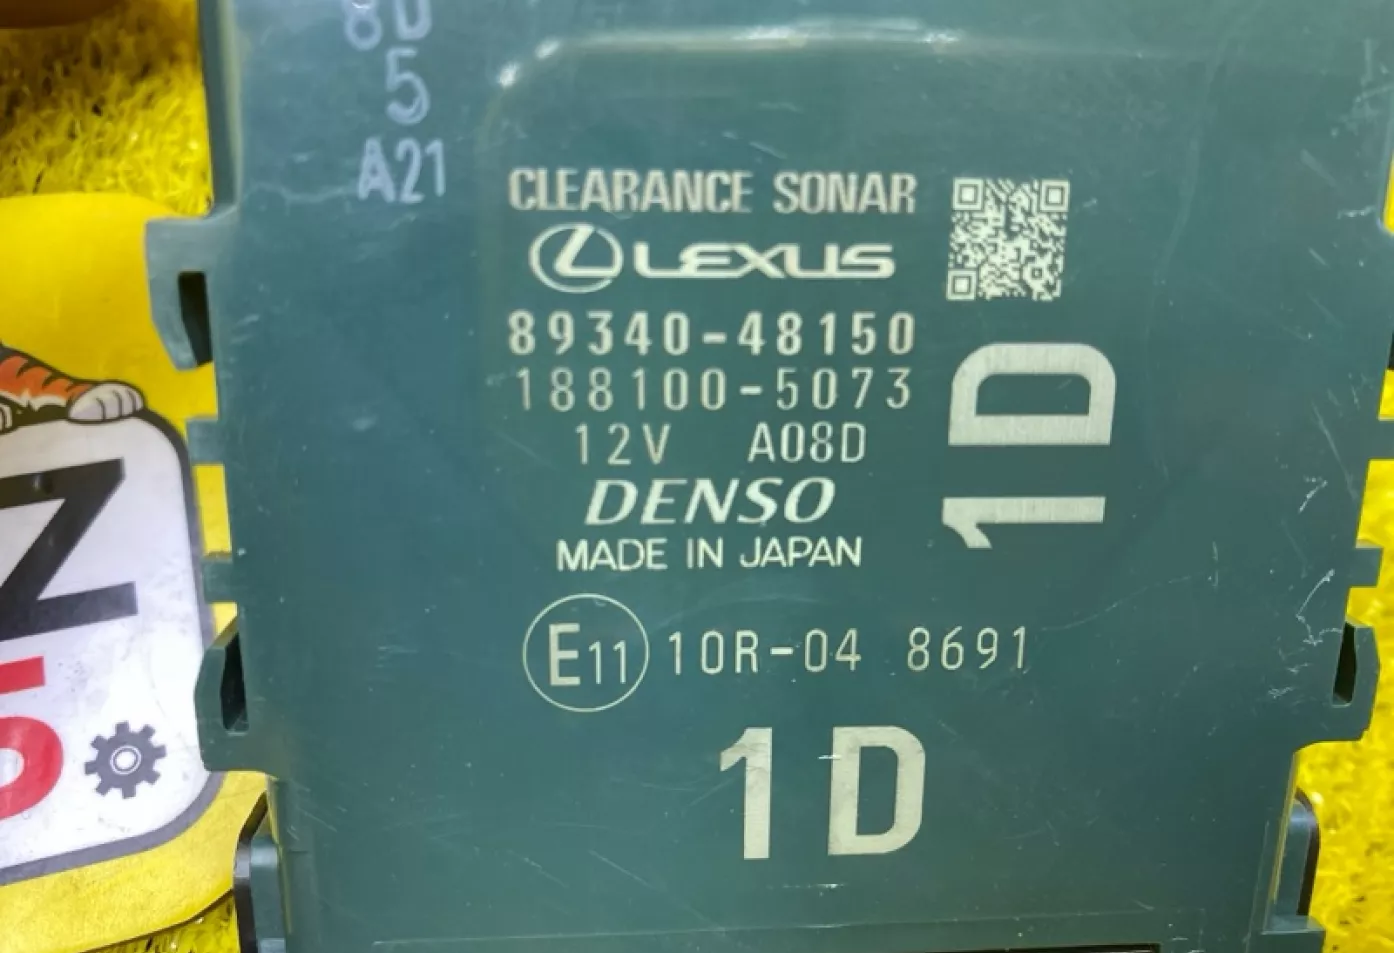 5
A21
CLEARANCE SONAR
LEXUS
89340-48150
188100-5073
12V A08D
DENSO
MADE IN JAPAN
1D
E11 10R-04 8691
1D